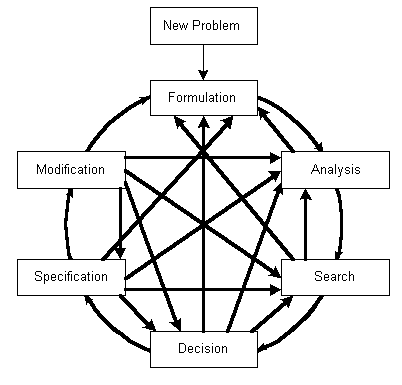 New Problem
Formulation
Modification
Analysis
Specification
Search
Decision